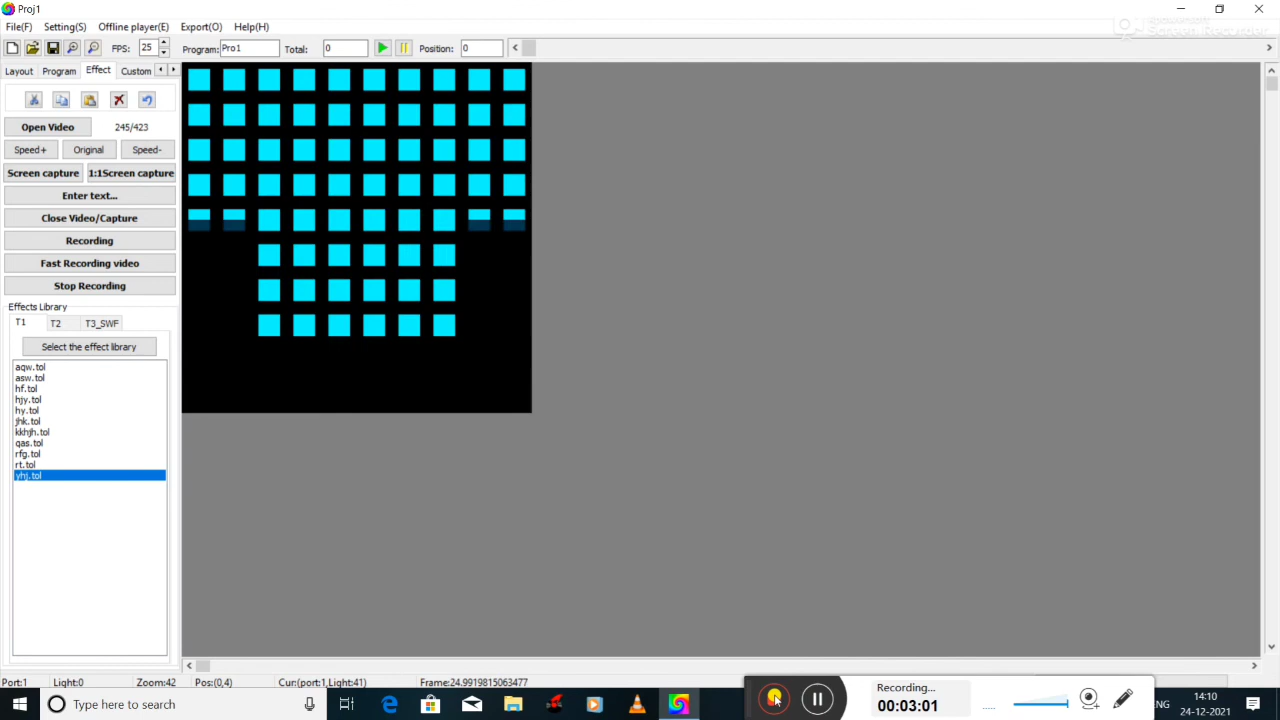 Proj1
File(F) Setting(S) Offline player(E) Export(O) Help(H)
FPS: 25 Program: Pro1 Total: 0 Position: 0
Layout Program Effect Custom
Open Video 245/423
Speed+ Original Speed-
Screen capture 1:1Screen capture
Enter text...
Close Video/Capture
Recording
Fast Recording video
Stop Recording
Effects Library
T1 T2 T3_SWF
Select the effect library
aqw.tol
asw.tol
hf.tol
hjy.tol
hy.tol
jhk.tol
kkhjh.tol
qas.tol
rfg.tol
rt.tol
yhj.tol
Port:1 Light:0 Zoom:42 Pos(0,4) Cur:(port1,Light:41) Frame:24.9919815063477
Type here to search
Recording...
00:03:01
ENG
14:10
24-12-2021
Screen Recorder